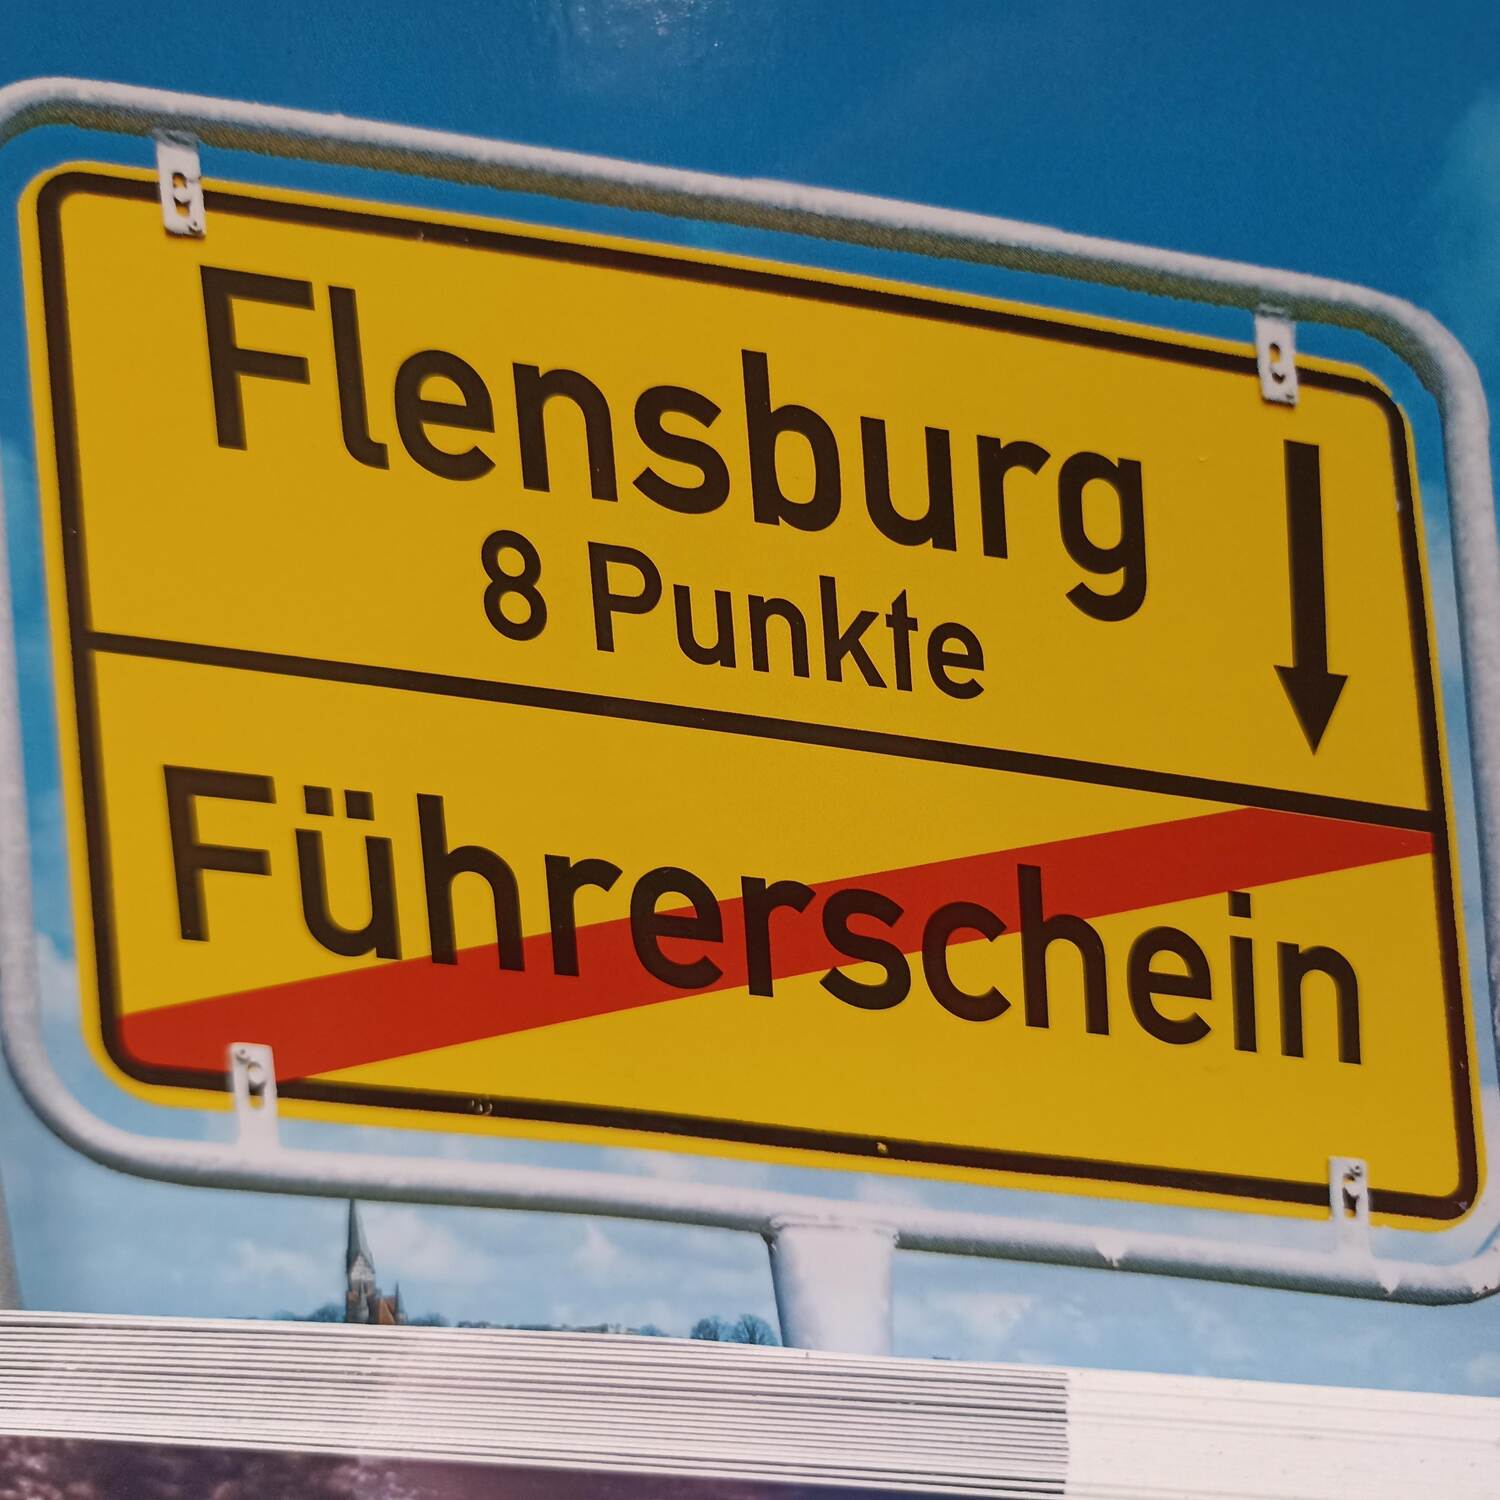 Flensburg
8 Punkte
Führerschein